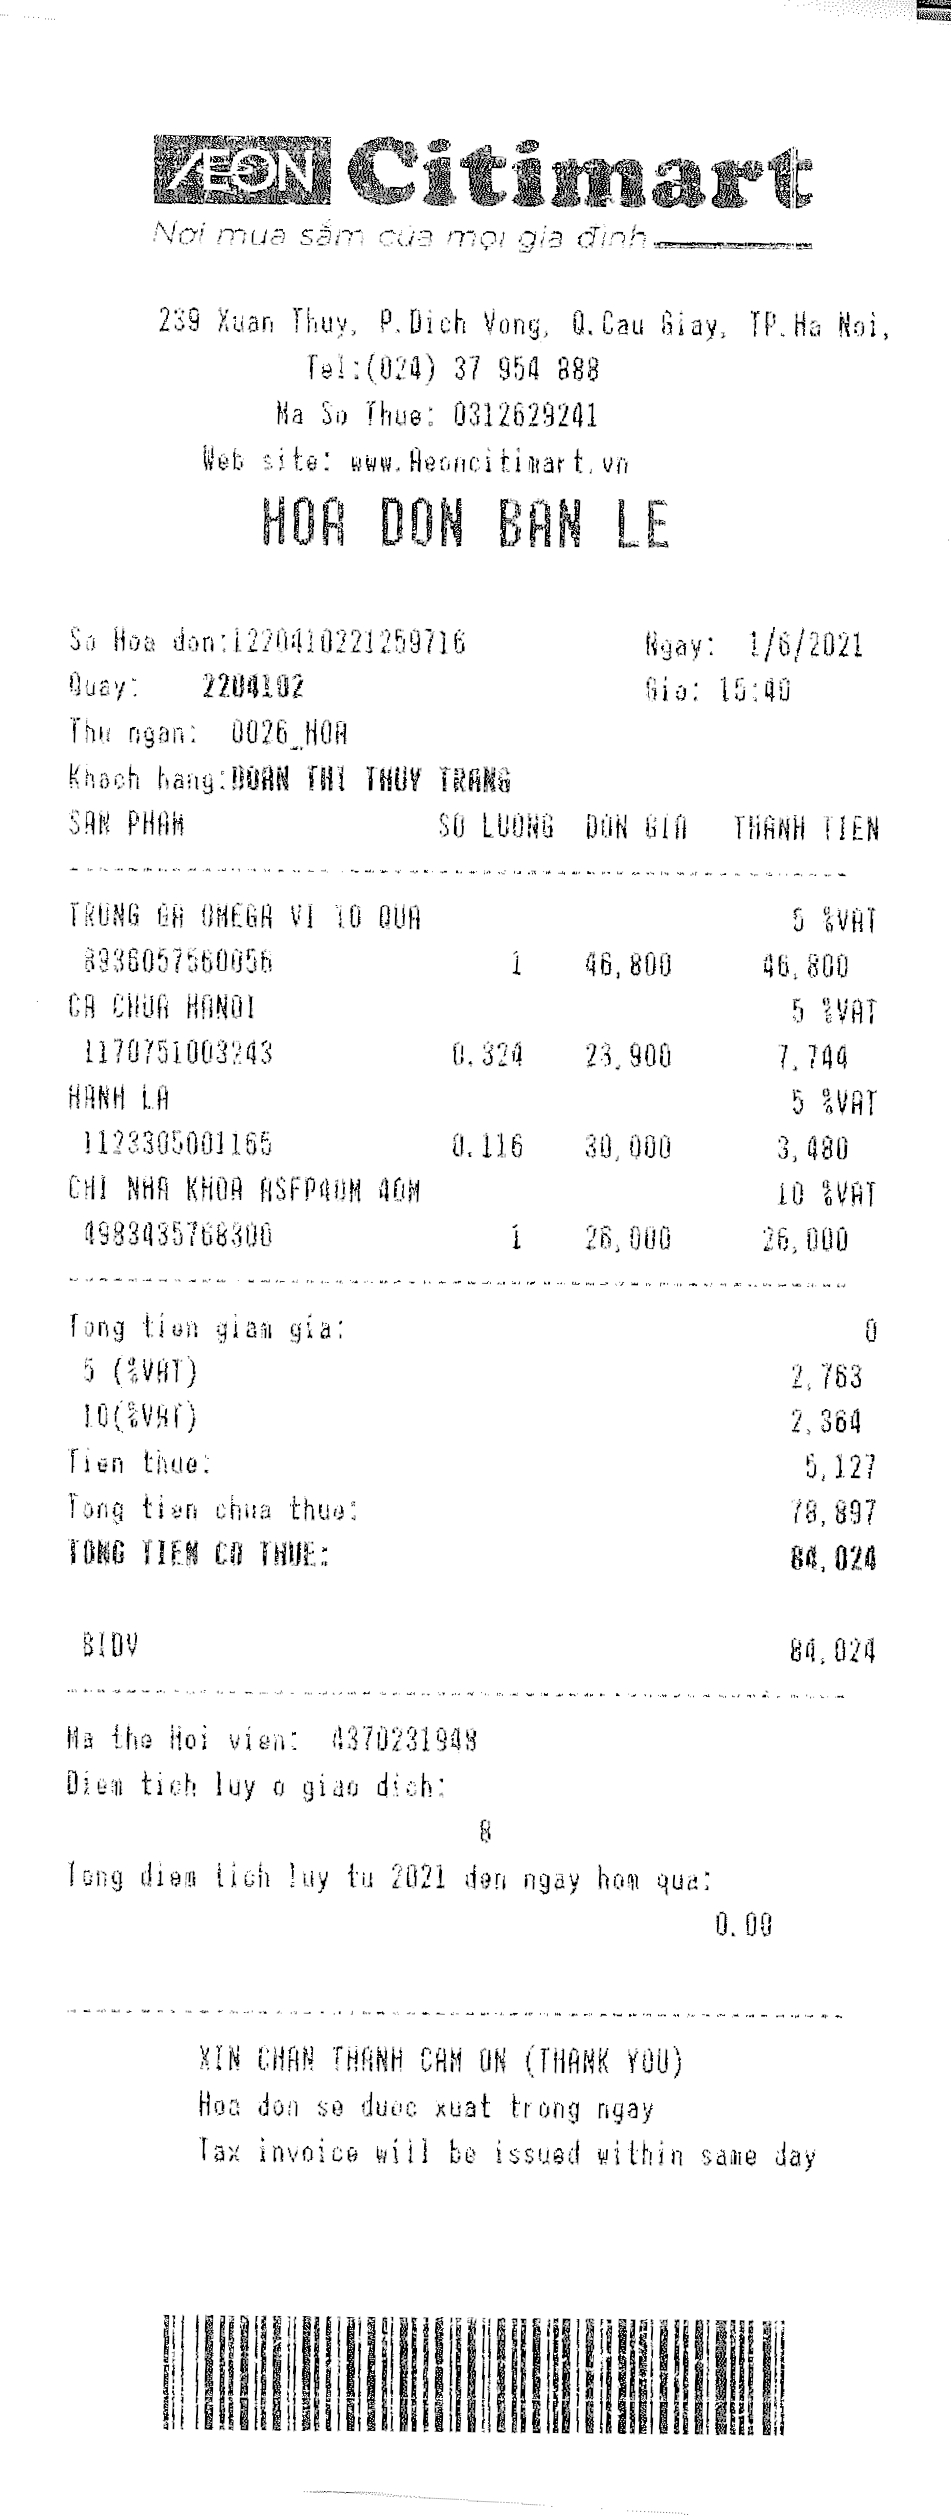 ÆON Citimart
Nơi mua sắm của mọi gia đình
239 Xuan Thuy, P.Dich Vong, Q.Cau Giay, TP.Ha Noi,
Tel:(024) 37 954 888
Ma So Thue: 0312629241
Web site: www.Aeoncitimart.vn
HOA DON BAN LE
So Hoa don:1220410221259716 Ngay: 1/6/2021
Quay: 2204102 Gio: 15:40
Thu ngan: 0026_HOA
Khach hang:DOAN THI THUY TRANG
SAN PHAM SO LUONG DON GIA THANH TIEN
TRUNG GA OMEGA VI 10 QUA 5 %VAT
8936057560056 1 46,800 46,800
CA CHUA HANOI 5 %VAT
1170751003243 0.324 23,900 7,744
HANH LA 5 %VAT
1123305001165 0.116 30,000 3,480
CHI NHA KHOA 40M 10 %VAT
4983435768300 1 26,000 26,000
Tong tien giam gia: 0
5 (%VAT) 2,763
10(%VAT) 2,364
Tien thue: 5,127
Tong tien chua thue: 78,897
TONG TIEN CO THUE: 84,024
BIDV 84,024
Ma the Hoi vien: 4370231948
Diem tich luy o giao dich:
8
Tong diem tich luy tu 2021 den ngay hom qua:
0.00
XIN CHAN THANH CAM ON (THANK YOU)
Hoa don se duoc xuat trong ngay
Tax invoice will be issued within same day